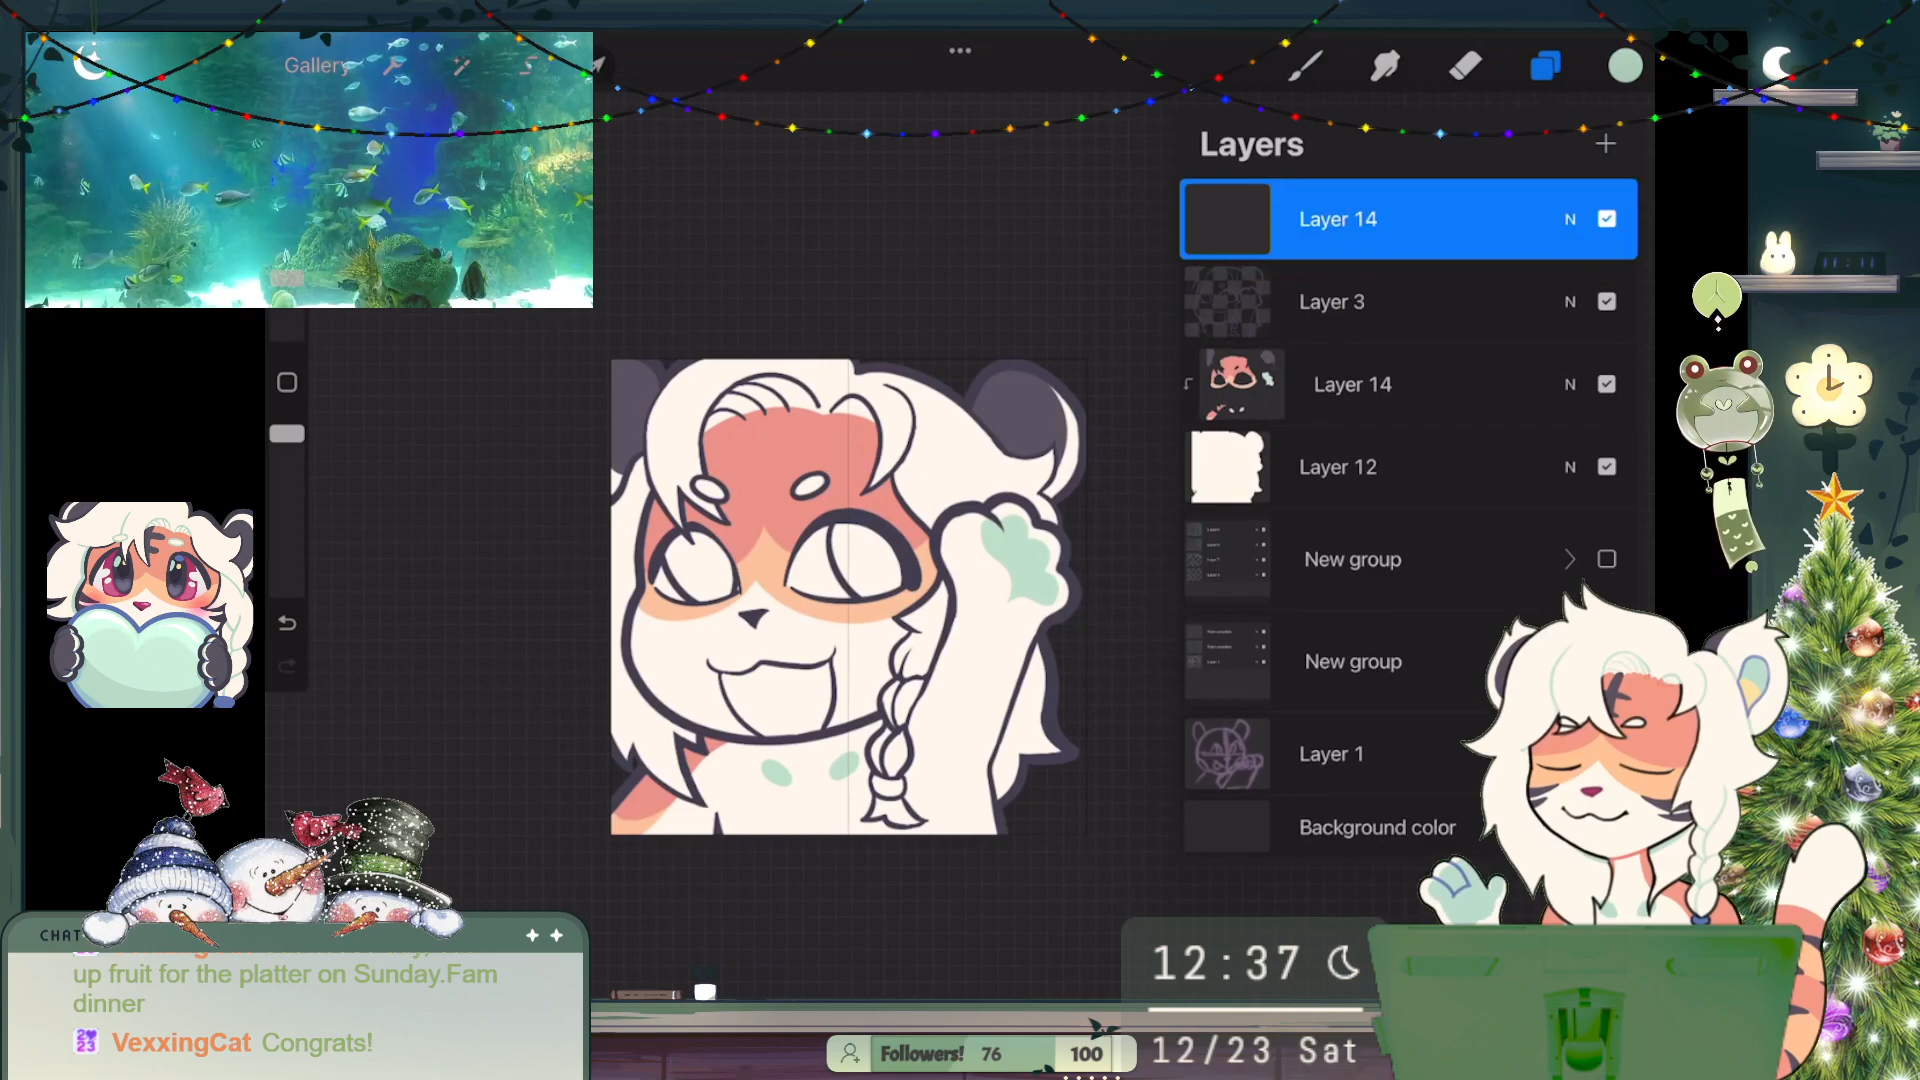 Gallery
Layers
Layer 14
N
Layer 3
N
Layer 14
N
Layer 12
N
New group
New group
Layer 1
Background color
11:11
CHAT
up fruit for the platter on Sunday.Fam
dinner
VexxingCat Congrats!
12:37
12/23 Sat
Followers! 76 100